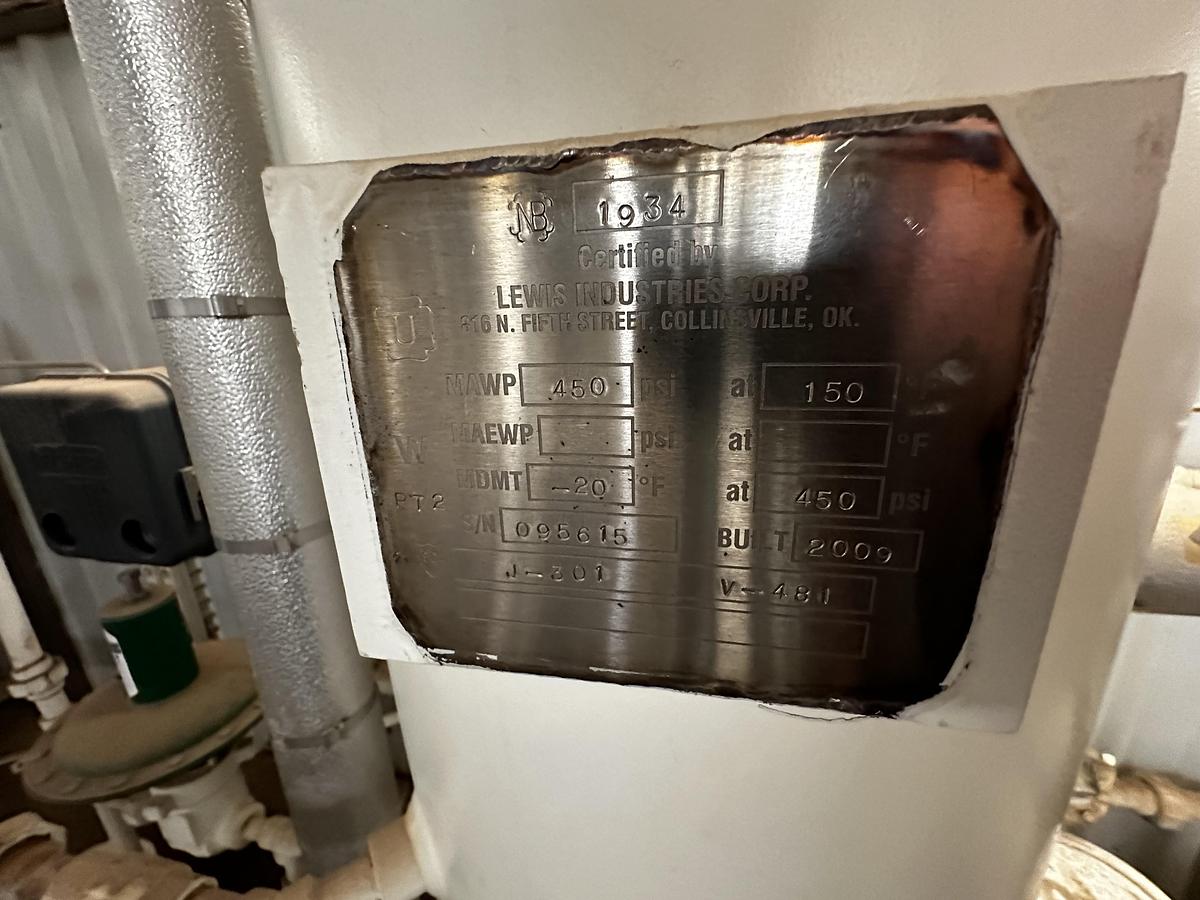 NB 1934
Certified by
LEWIS INDUSTRIES CORP.
816 N. FIFTH STREET, COLLINSVILLE, OK.
U
MAWP 450 psi at 150 °F
MAEWP psi at °F
W
MDMT -20 °F at 450 psi
RT2
S/N 095615 BUILT 2009
J-301 V-481